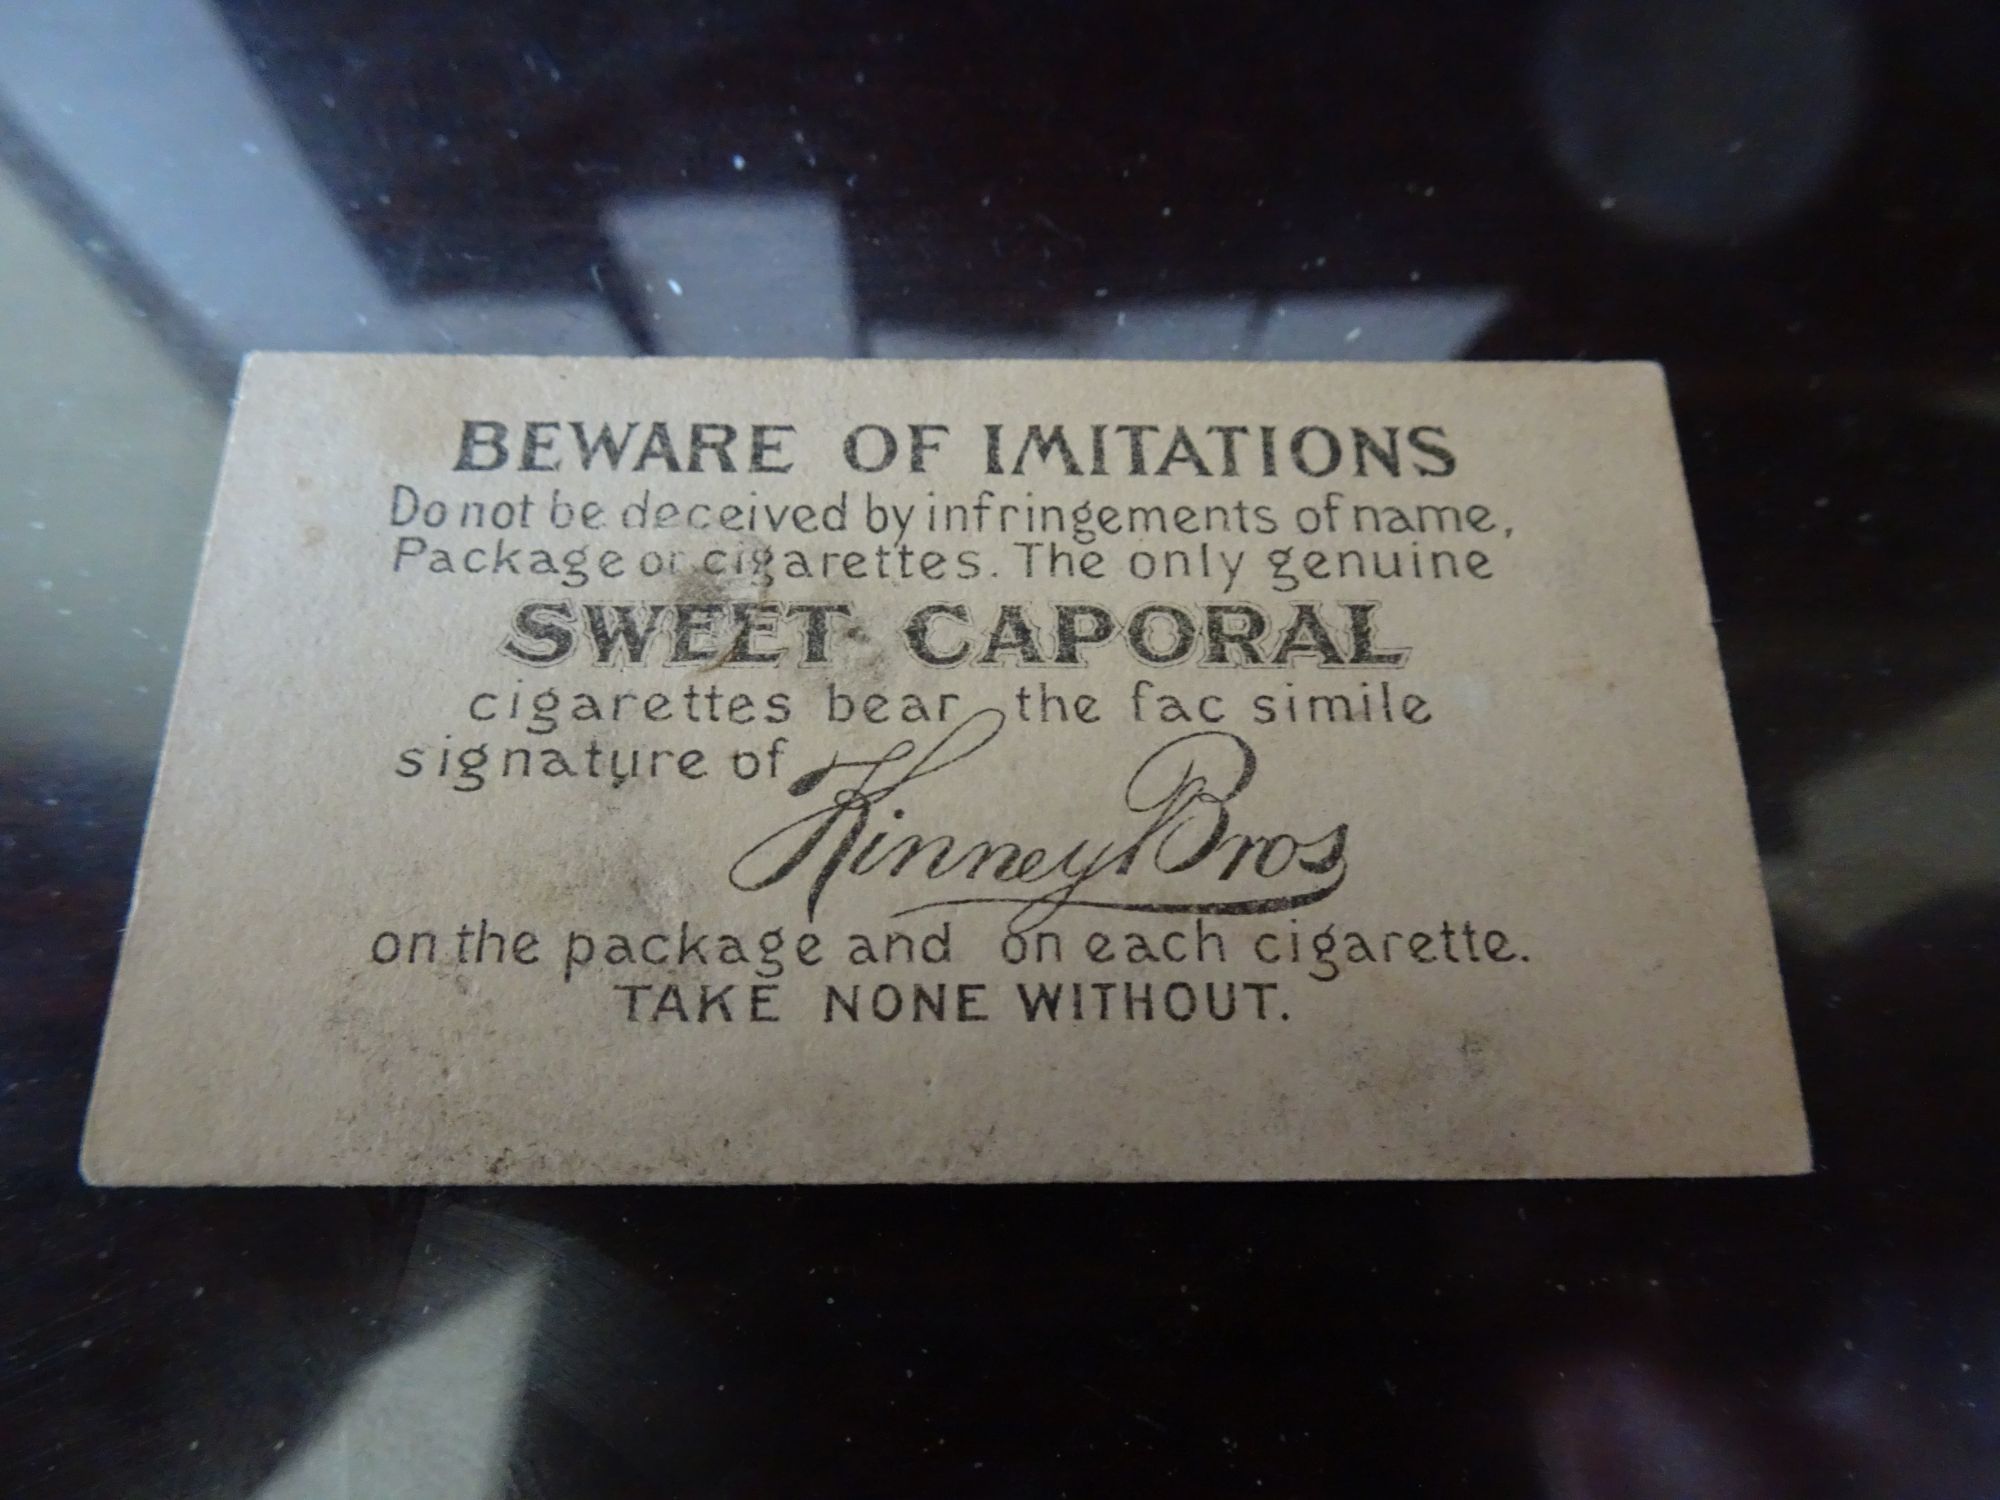 BEWARE OF IMITATIONS
Do not be deceived by infringements of name,
Package or cigarettes. The only genuine
SWEET CAPORAL
cigarettes bear the fac simile
signature of Kinney Bros
on the package and on each cigarette.
TAKE NONE WITHOUT.